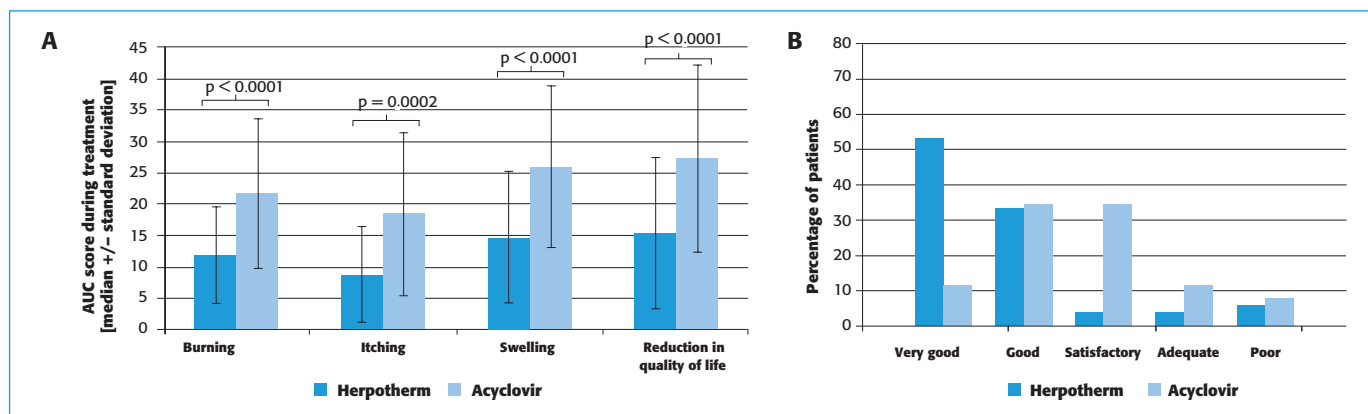 A
AUC score during treatment
[median +/− standard deviation]
45
40
35
30
25
20
15
10
5
0
p < 0.0001
p = 0.0002
p < 0.0001
p < 0.0001
Burning
Itching
Swelling
Reduction in
quality of life
Herpotherm
Acyclovir
B
Percentage of patients
80
70
60
50
40
30
20
10
0
Very good
Good
Satisfactory
Adequate
Poor
Herpotherm
Acyclovir